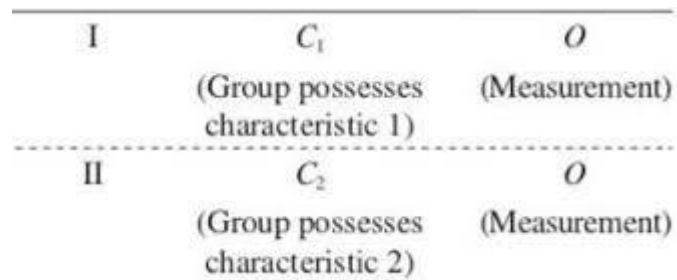 I C₁ O
(Group possesses (Measurement)
characteristic 1)
II C₂ O
(Group possesses (Measurement)
characteristic 2)